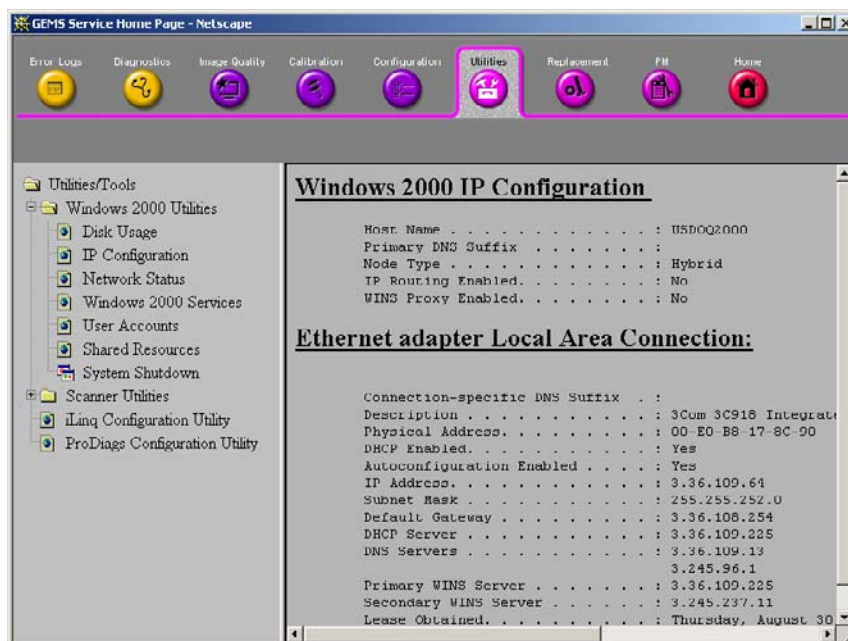 GEMS Service Home Page - Netscape
Error Logs Diagnostics Image Quality Calibration Configuration Utilities Replacement PM Home
Utilities/Tools
Windows 2000 Utilities
Disk Usage
IP Configuration
Network Status
Windows 2000 Services
User Accounts
Shared Resources
System Shutdown
Scanner Utilities
iLinq Configuration Utility
ProDiags Configuration Utility
Windows 2000 IP Configuration
Host Name . . . . . . . . . . . . : USDOQ2000
Primary DNS Suffix . . . . . . . :
Node Type . . . . . . . . . . . . : Hybrid
IP Routing Enabled. . . . . . . . : No
WINS Proxy Enabled. . . . . . . . : No
Ethernet adapter Local Area Connection:
Connection-specific DNS Suffix . :
Description . . . . . . . . . . . : 3Com 3C918 Integrate
Physical Address. . . . . . . . . : 00-E0-B8-17-8C-90
DHCP Enabled. . . . . . . . . . . : Yes
Autoconfiguration Enabled . . . . : Yes
IP Address. . . . . . . . . . . . : 3.36.109.64
Subnet Mask . . . . . . . . . . . : 255.255.252.0
Default Gateway . . . . . . . . . : 3.36.108.254
DHCP Server . . . . . . . . . . . : 3.36.109.225
DNS Servers . . . . . . . . . . . : 3.36.109.13
3.245.96.1
Primary WINS Server . . . . . . . : 3.36.109.225
Secondary WINS Server . . . . . . : 3.245.237.11
Lease Obtained. . . . . . . . . . : Thursday, August 30